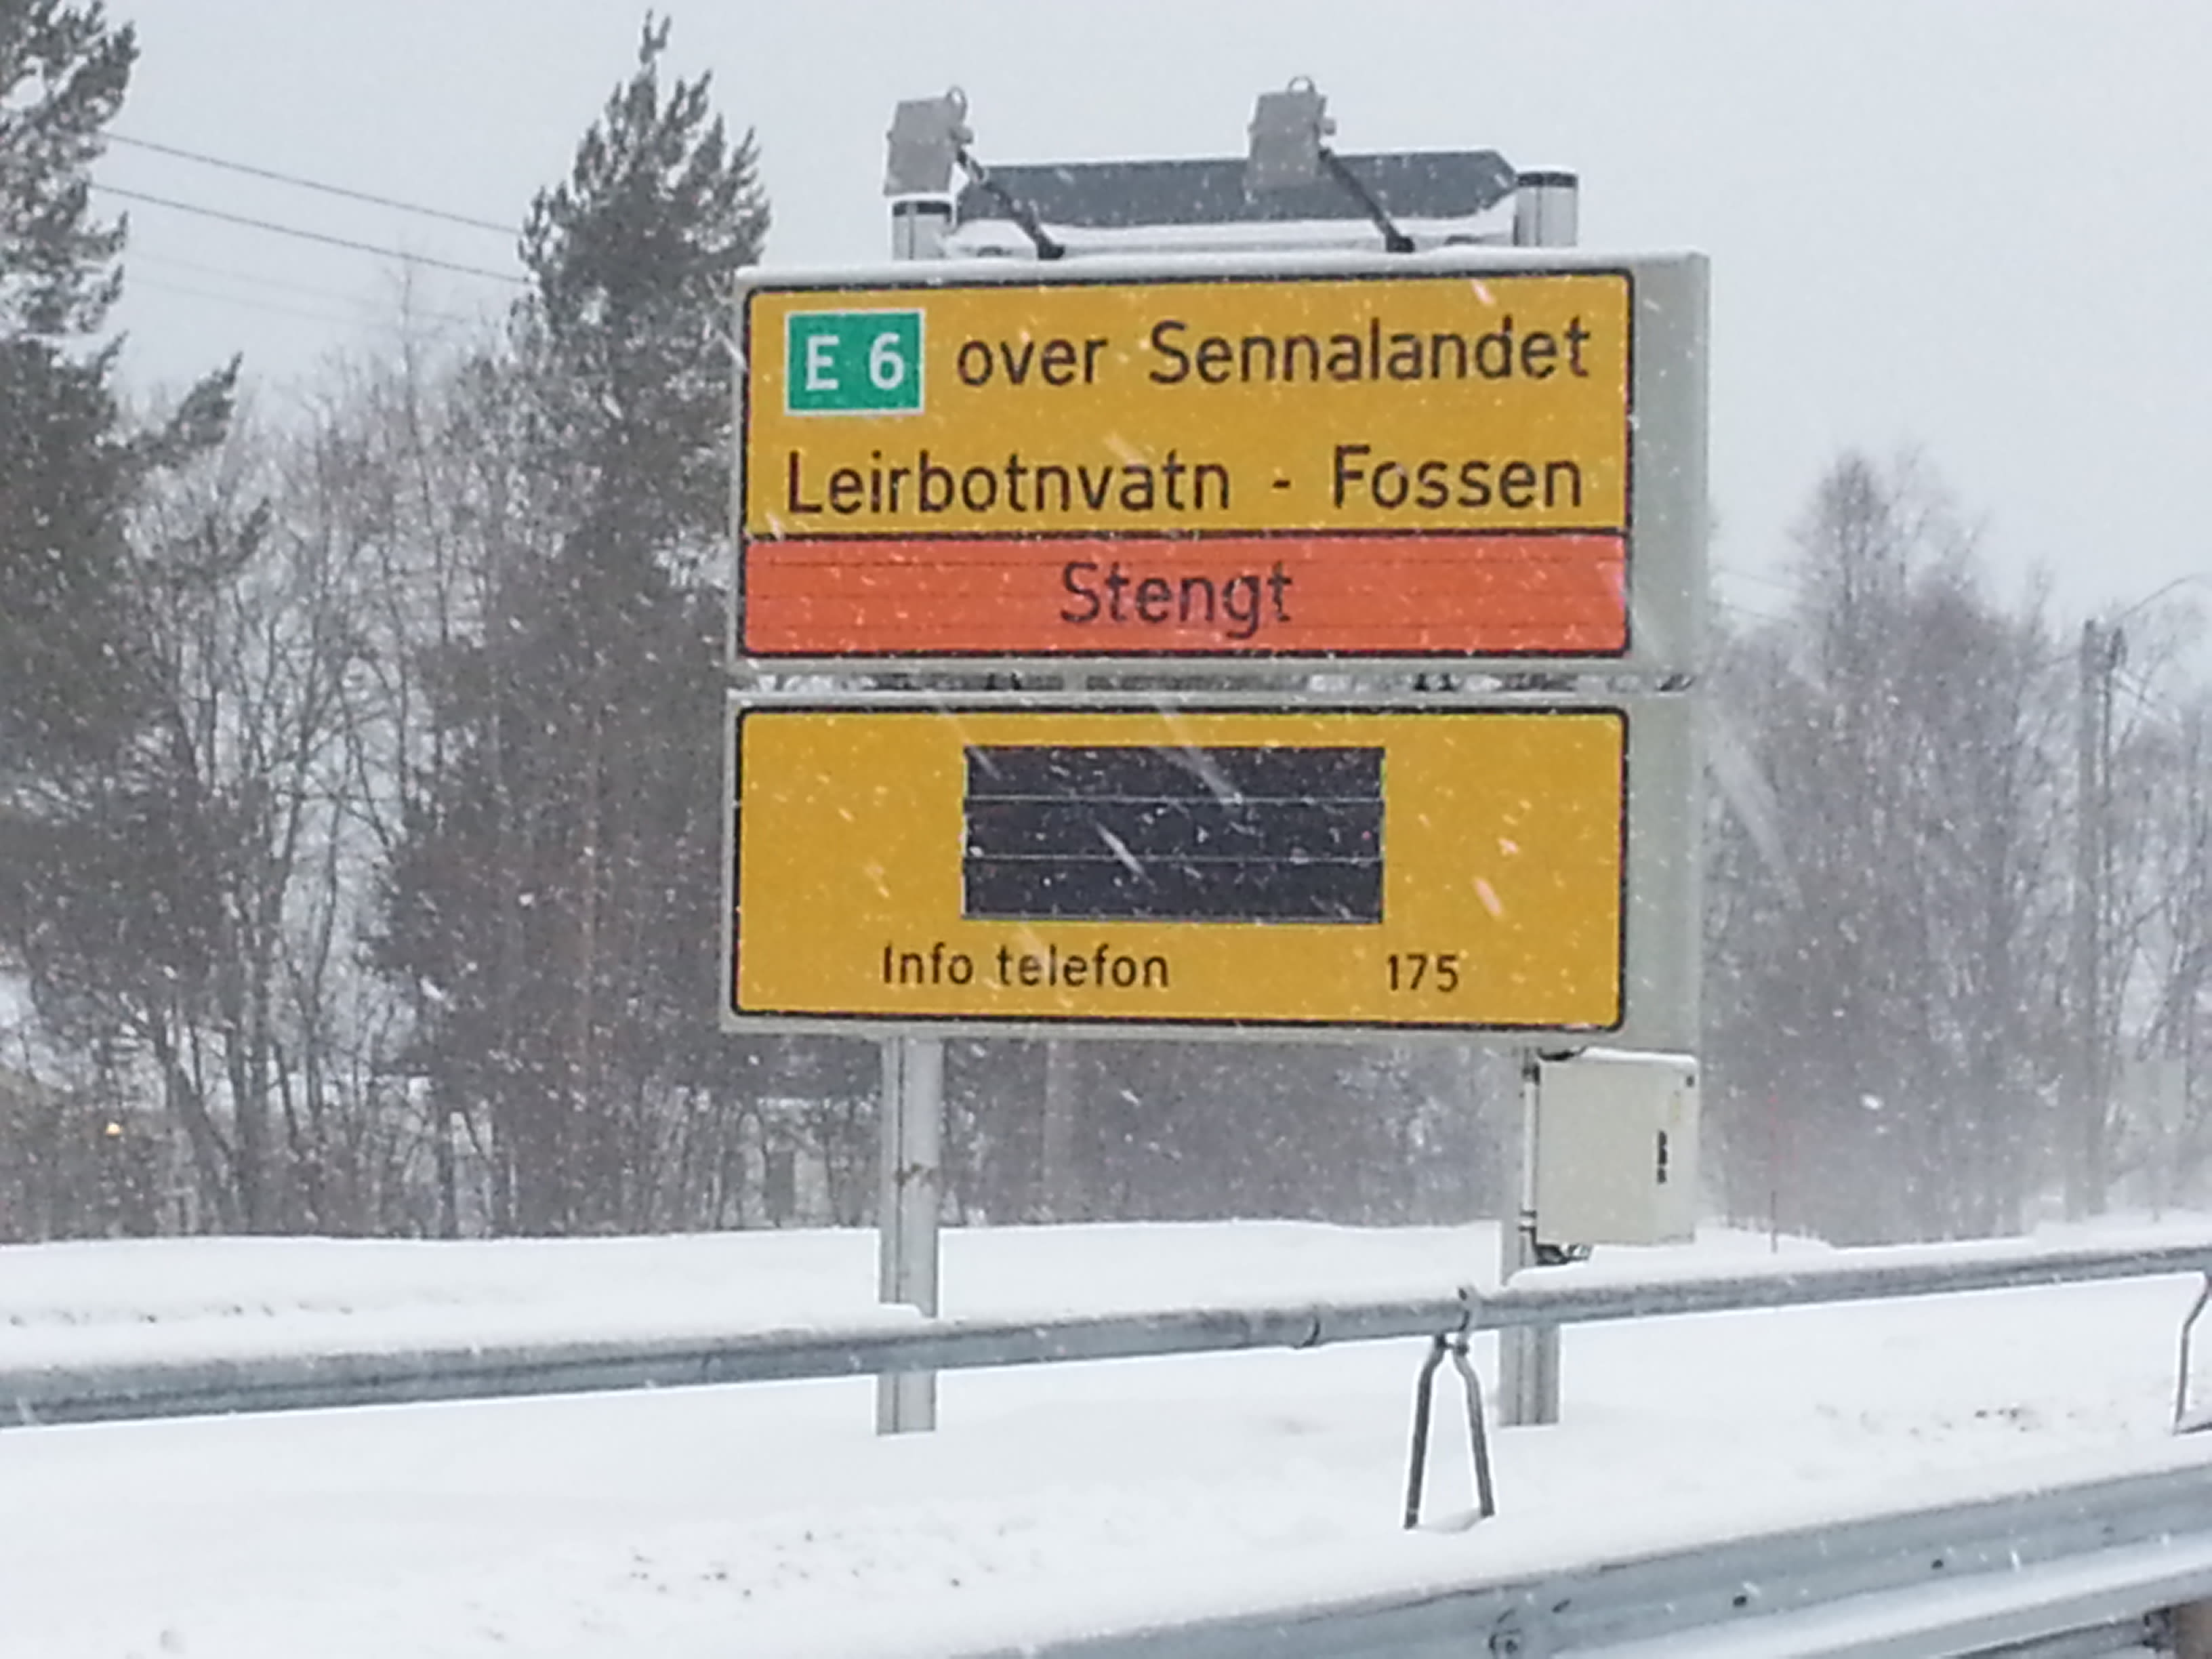 E 6 over Sennalandet
Leirbotnvatn - Fossen
Stengt
Info telefon 175